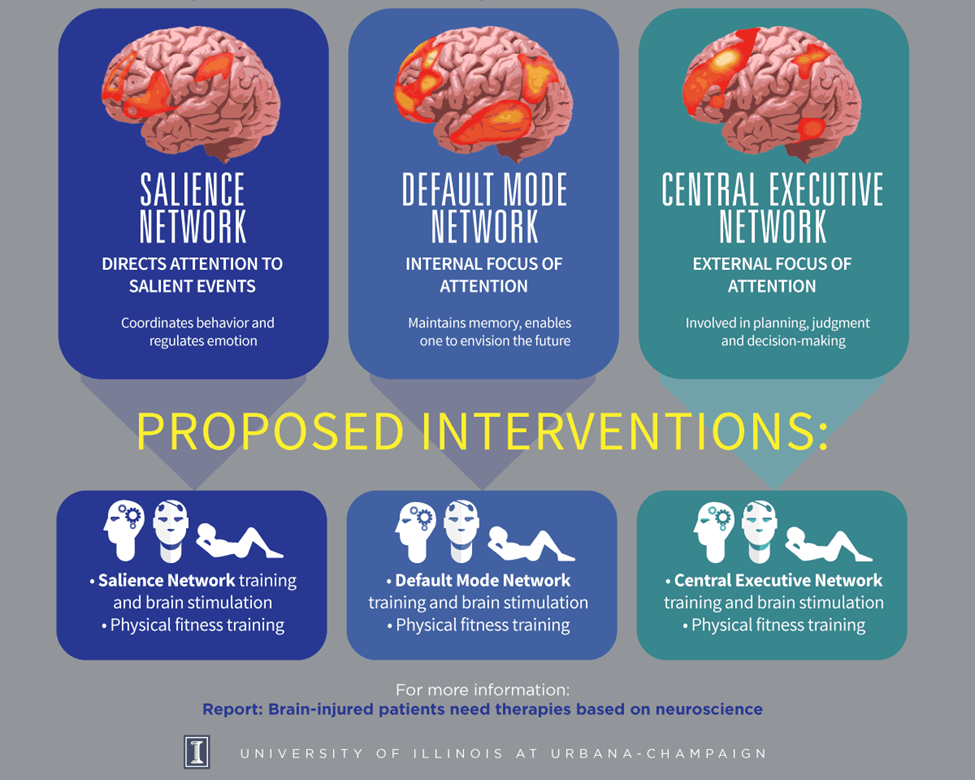 SALIENCE
NETWORK
DIRECTS ATTENTION TO
SALIENT EVENTS
Coordinates behavior and
regulates emotion
DEFAULT MODE
NETWORK
INTERNAL FOCUS OF
ATTENTION
Maintains memory, enables
one to envision the future
CENTRAL EXECUTIVE
NETWORK
EXTERNAL FOCUS OF
ATTENTION
Involved in planning, judgment
and decision-making
PROPOSED INTERVENTIONS:
• Salience Network training
and brain stimulation
• Physical fitness training
• Default Mode Network
training and brain stimulation
• Physical fitness training
• Central Executive Network
training and brain stimulation
• Physical fitness training
For more information:
Report: Brain-injured patients need therapies based on neuroscience
I
UNIVERSITY OF ILLINOIS AT URBANA-CHAMPAIGN